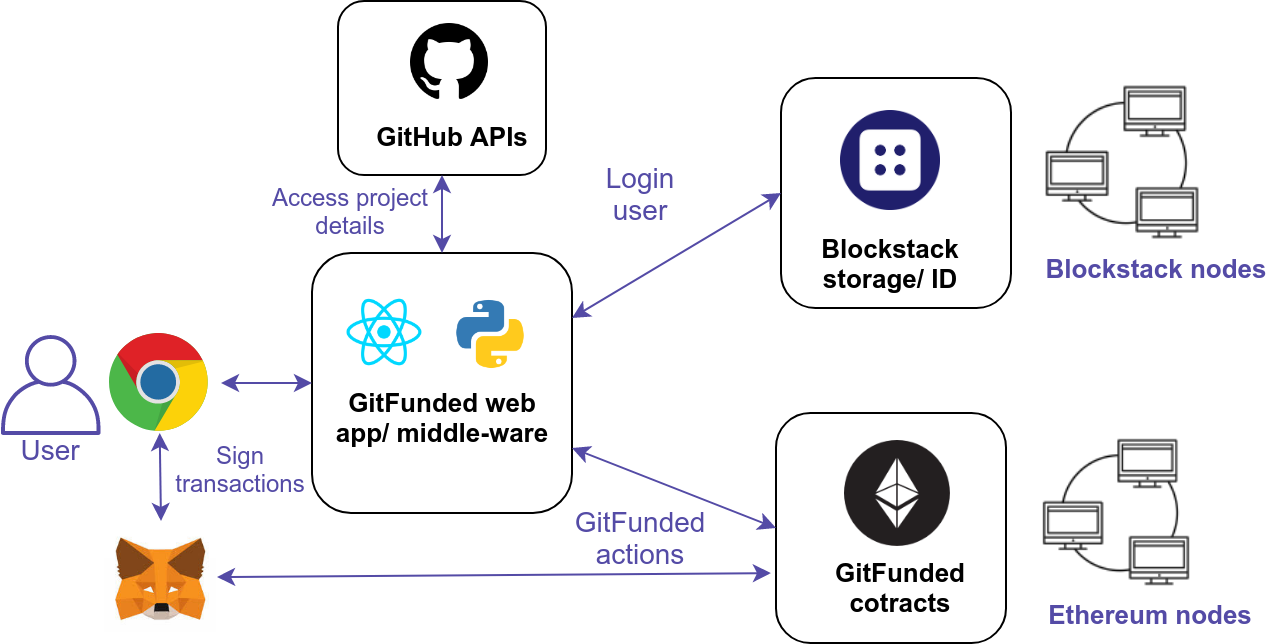 GitHub APIs
Access project
details
Login
user
Blockstack
storage/ ID
Blockstack nodes
GitFunded web
app/ middle-ware
User
Sign
transactions
GitFunded
actions
GitFunded
cotracts
Ethereum nodes